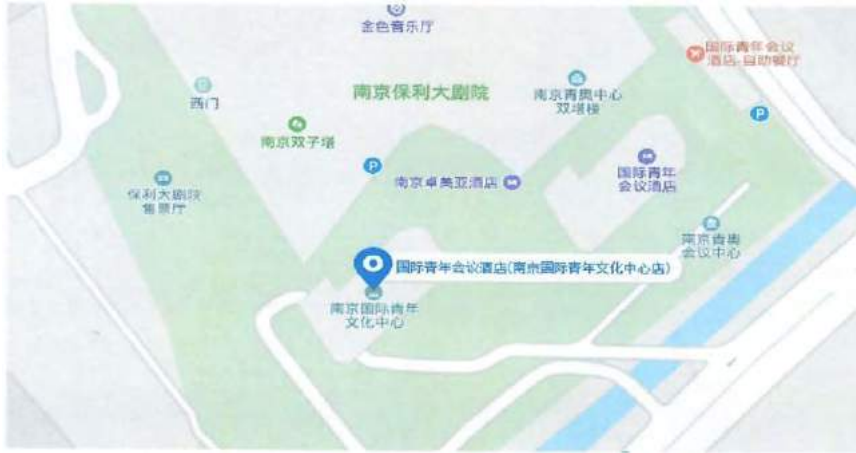 金色音乐厅
国际青年会议
酒店-自助餐厅
西门
南京保利大剧院
南京青奥中心
双塔楼
P
南京双子塔
P
保利大剧院
售票厅
南京卓美亚酒店
国际青年
会议酒店
南京青奥
会议中心
国际青年会议酒店(南京国际青年文化中心店)
南京国际青年
文化中心